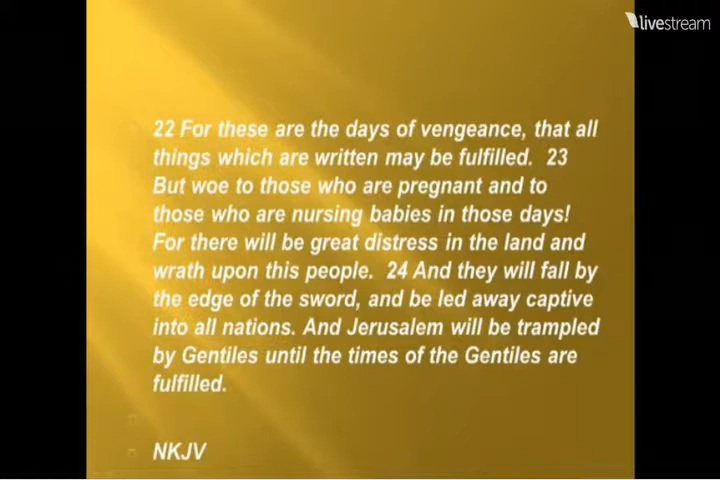 livestream
22 For these are the days of vengeance, that all
things which are written may be fulfilled. 23
But woe to those who are pregnant and to
those who are nursing babies in those days!
For there will be great distress in the land and
wrath upon this people. 24 And they will fall by
the edge of the sword, and be led away captive
into all nations. And Jerusalem will be trampled
by Gentiles until the times of the Gentiles are
fulfilled.
NKJV